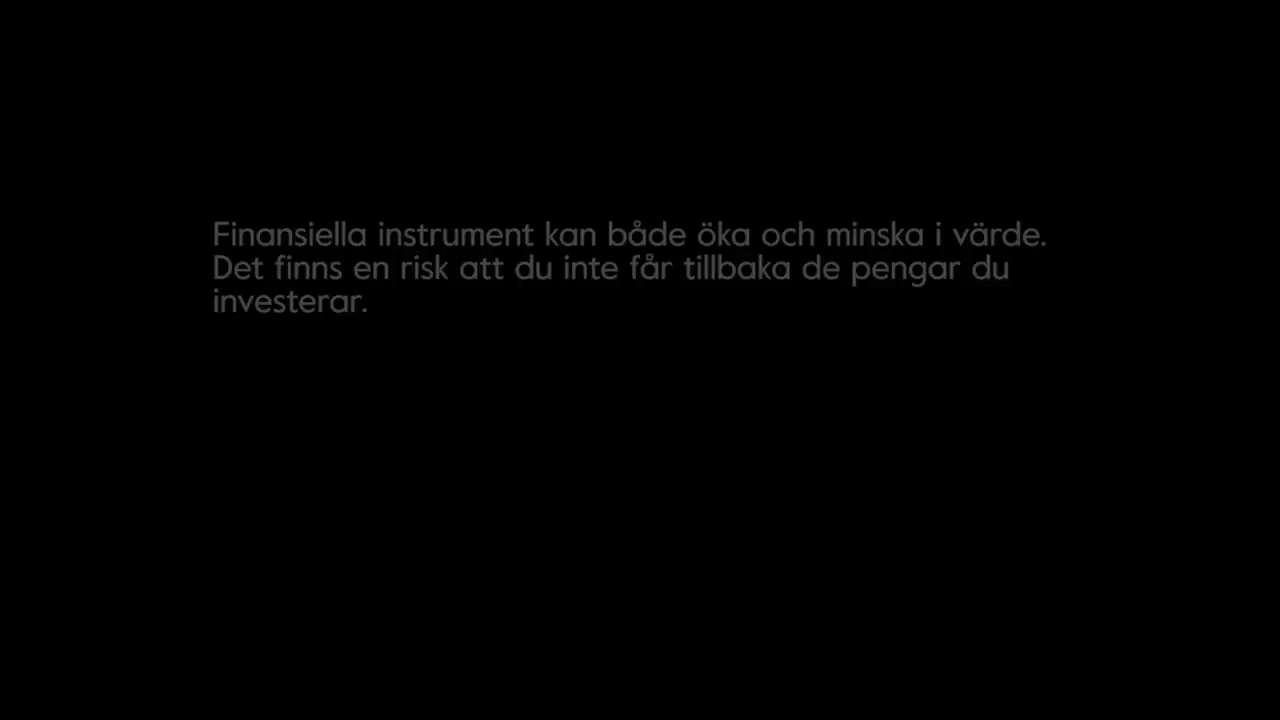 Finansiella instrument kan både öka och minska i värde.
Det finns en risk att du inte får tillbaka de pengar du
investerar.